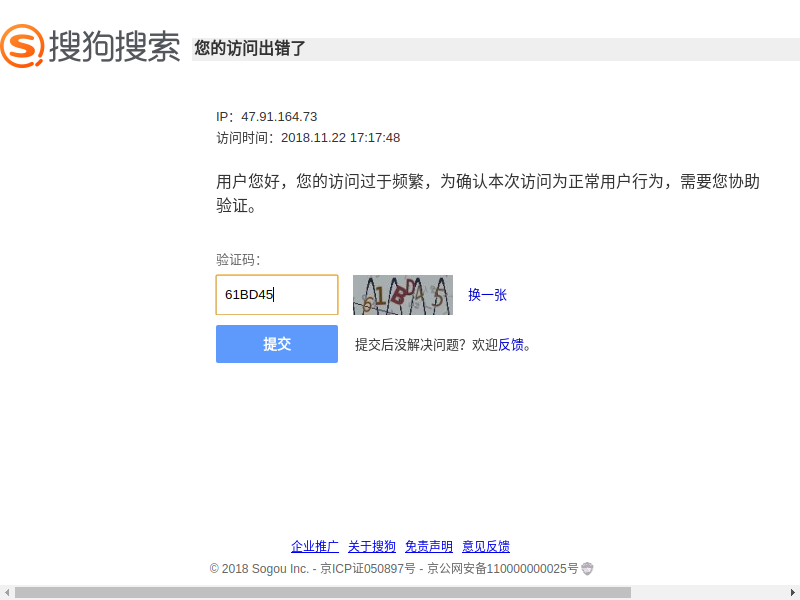 搜狗搜索 您的访问出错了
IP：47.91.164.73
访问时间：2018.11.22 17:17:48
用户您好，您的访问过于频繁，为确认本次访问为正常用户行为，需要您协助
验证。
验证码：
61BD45 61BD45 换一张
提交 提交后没解决问题？欢迎反馈。
企业推广 关于搜狗 免责声明 意见反馈
© 2018 Sogou Inc. - 京ICP证050897号 - 京公网安备110000000025号